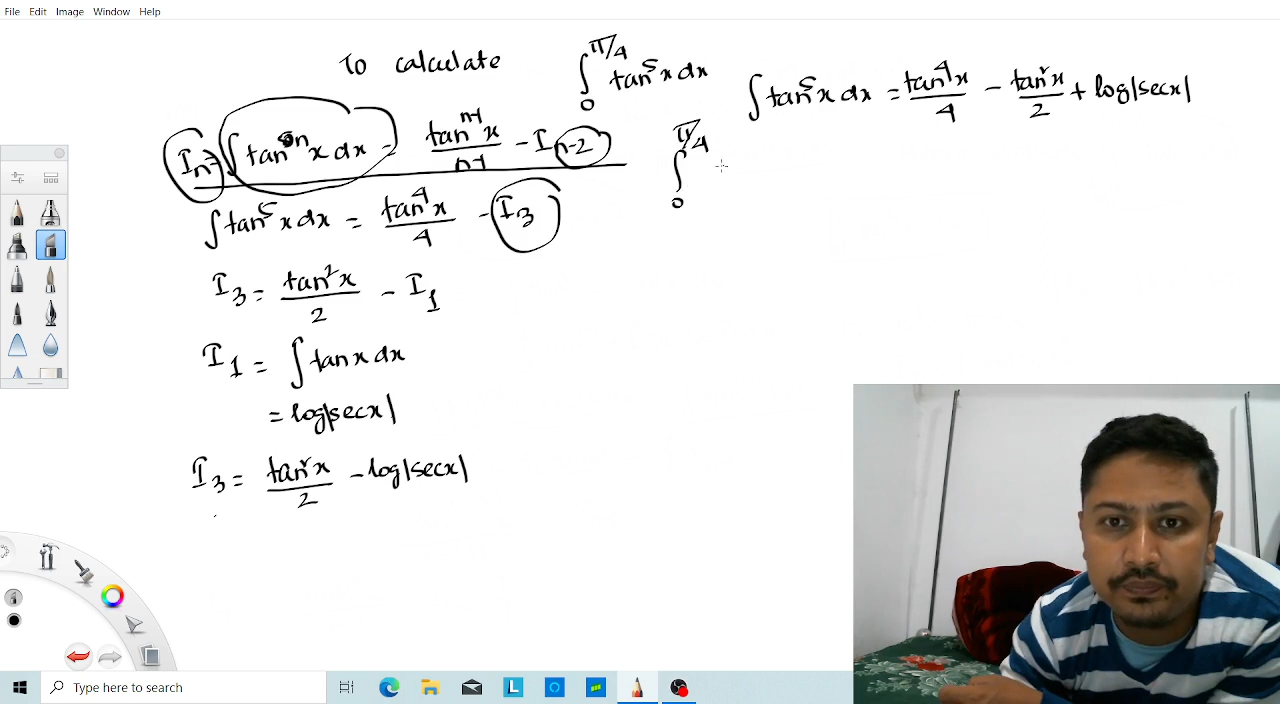 File Edit Image Window Help
To calculate ∫₀^{π/4} tan⁵x dx
Iₙ = ∫tanⁿx dx = tanⁿ⁻¹x / n-1 - Iₙ₋₂
∫tan⁵x dx = tan⁴x / 4 - I₃
I₃ = tan²x / 2 - I₁
I₁ = ∫tanx dx
= log|secx|
I₃ = tan²x / 2 - log|secx|
∫tan⁵x dx = tan⁴x / 4 - tan²x / 2 + log|secx|
∫₀^{π/4}
Type here to search